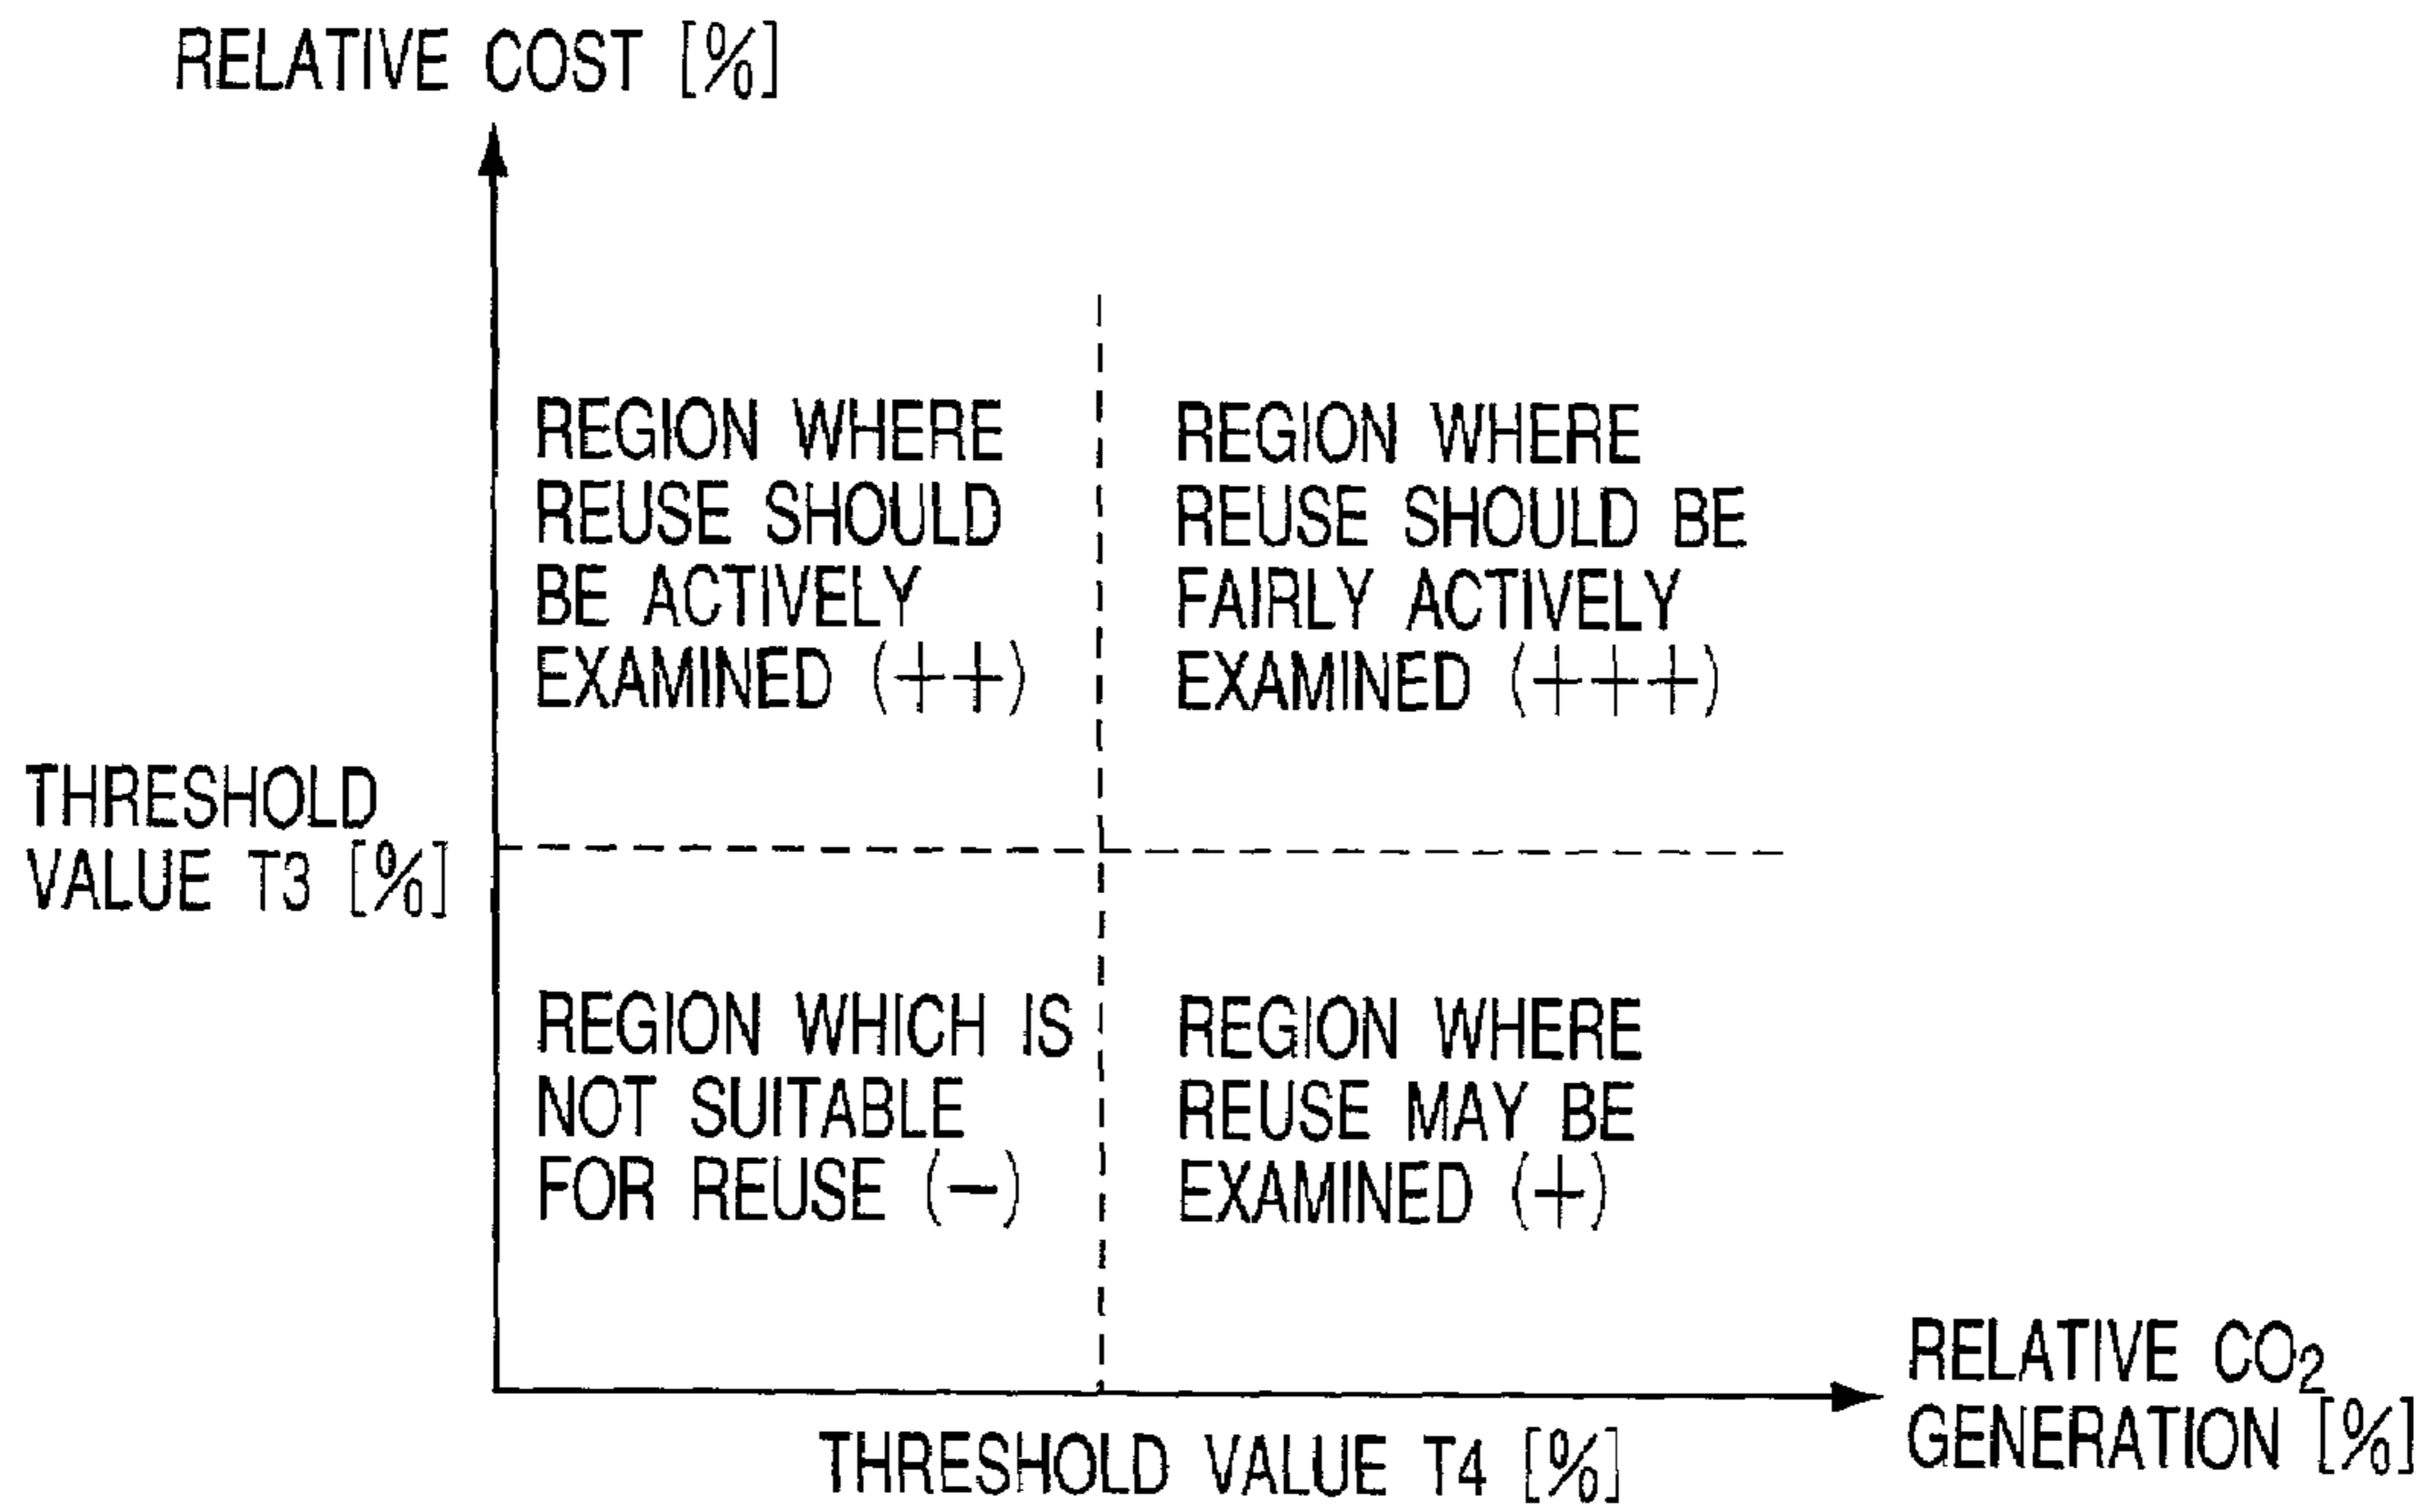 RELATIVE COST [%]
REGION WHERE
REUSE SHOULD
BE ACTIVELY
EXAMINED (++)
REGION WHERE
REUSE SHOULD BE
FAIRLY ACTIVELY
EXAMINED (+++)
THRESHOLD
VALUE T3 [%]
REGION WHICH IS
NOT SUITABLE
FOR REUSE (−)
REGION WHERE
REUSE MAY BE
EXAMINED (+)
RELATIVE CO₂
GENERATION [%]
THRESHOLD VALUE T4 [%]